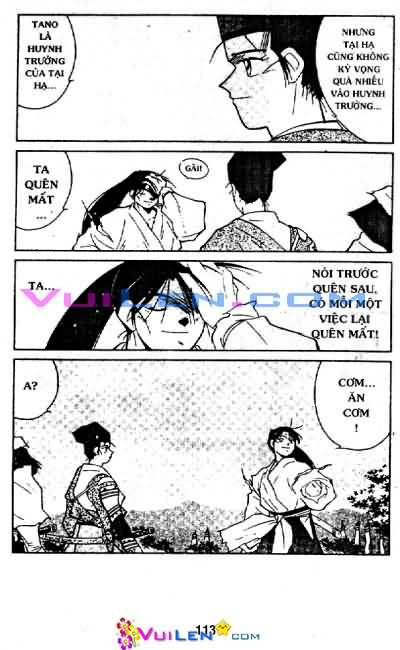 TANO
LÀ
HUYNH
TRƯỞNG
CỦA TẠI
HẠ...
NHƯNG
TẠI HẠ
CŨNG KHÔNG
KỲ VỌNG
QUÁ NHIỀU
VÀO HUYNH
TRƯỞNG...
TA
QUÊN
MẤT
...
GÃI!
TA...
NÓI TRƯỚC
QUÊN SAU.
CÓ MỖI MỘT
VIỆC LẠI
QUÊN MẤT!
VUILEN.COM
A?
CƠM...
ĂN
CƠM
!
113
VUILEN.COM